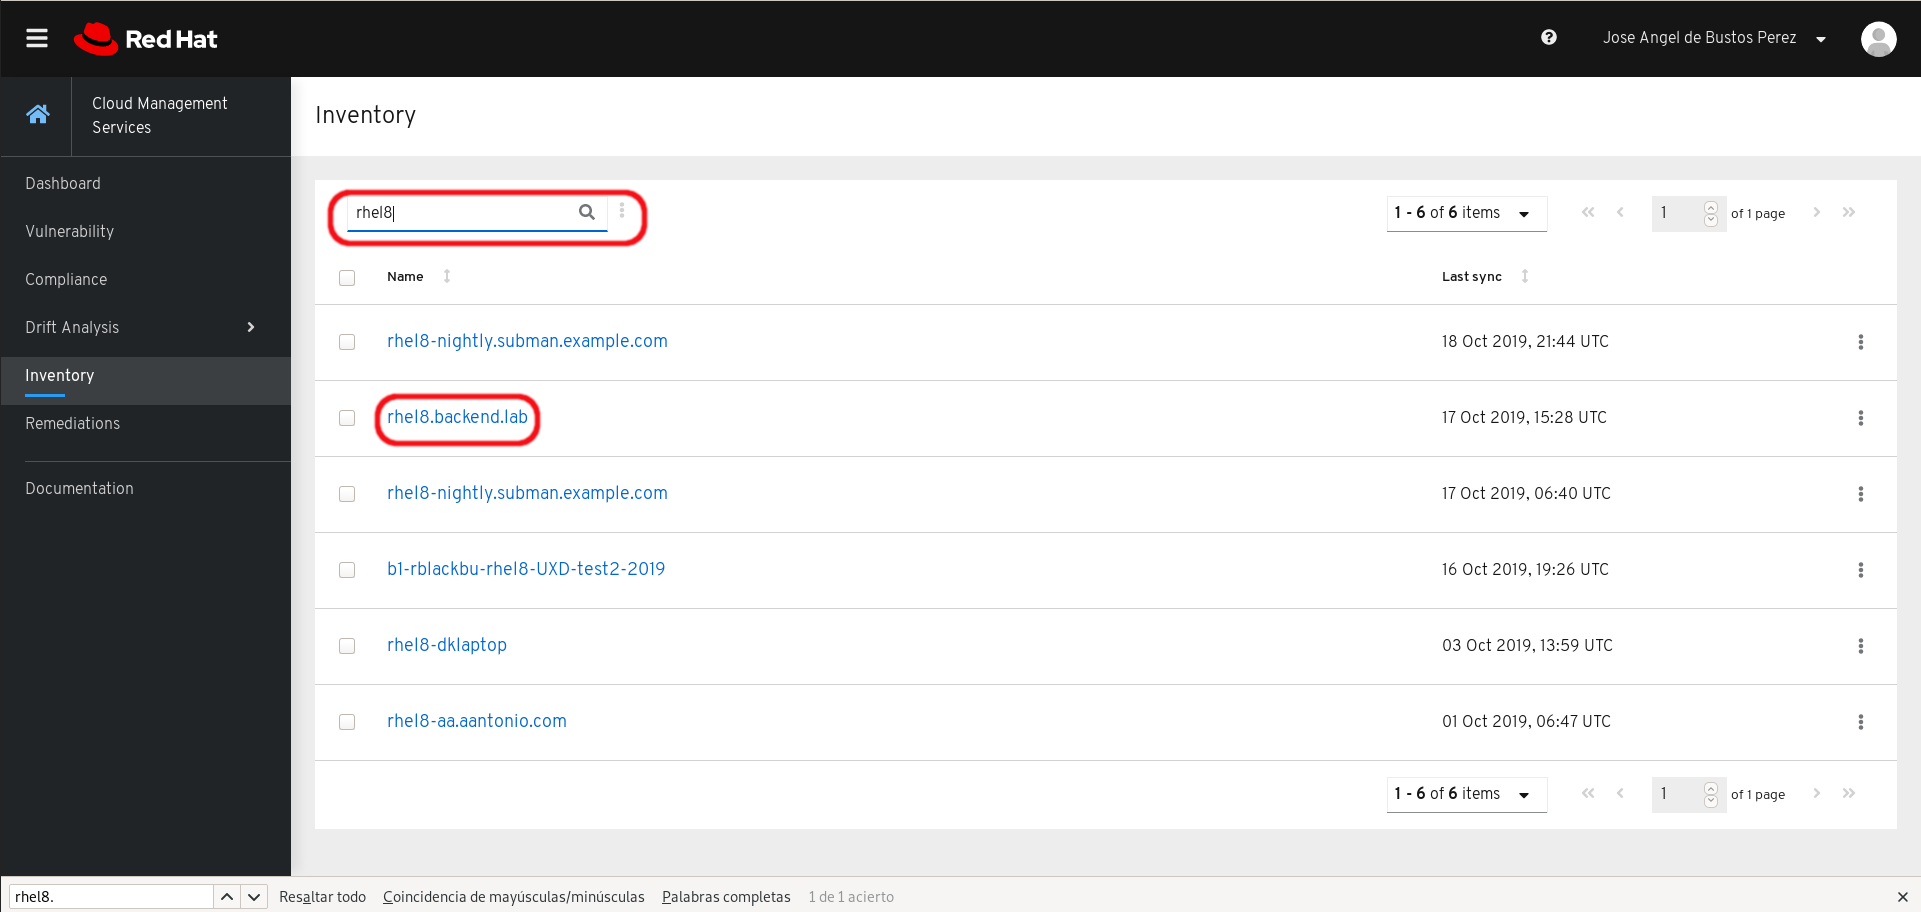 Red Hat
Jose Angel de Bustos Perez
Cloud Management
Services
Dashboard
Vulnerability
Compliance
Drift Analysis
Inventory
Remediations
Documentation
Inventory
rhel8
1 - 6 of 6 items
1
of 1 page
Name
Last sync
rhel8-nightly.subman.example.com
18 Oct 2019, 21:44 UTC
rhel8.backend.lab
17 Oct 2019, 15:28 UTC
rhel8-nightly.subman.example.com
17 Oct 2019, 06:40 UTC
b1-rblackbu-rhel8-UXD-test2-2019
16 Oct 2019, 19:26 UTC
rhel8-dklaptop
03 Oct 2019, 13:59 UTC
rhel8-aa.aantonio.com
01 Oct 2019, 06:47 UTC
1 - 6 of 6 items
1
of 1 page
rhel8.
Resaltar todo
Coincidencia de mayúsculas/minúsculas
Palabras completas
1 de 1 acierto